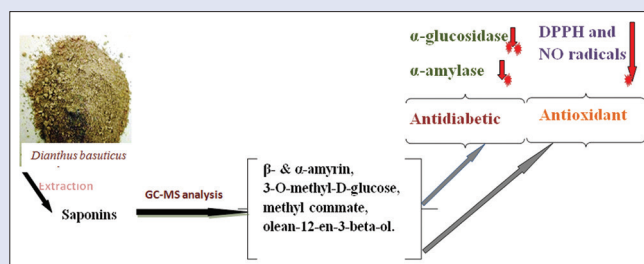 Dianthus basuticus
Extraction
Saponins
GC-MS analysis
β- & α-amyrin,
3-O-methyl-D-glucose,
methyl commate,
olean-12-en-3-beta-ol.
α-glucosidase
α-amylase
Antidiabetic
DPPH and
NO radicals
Antioxidant